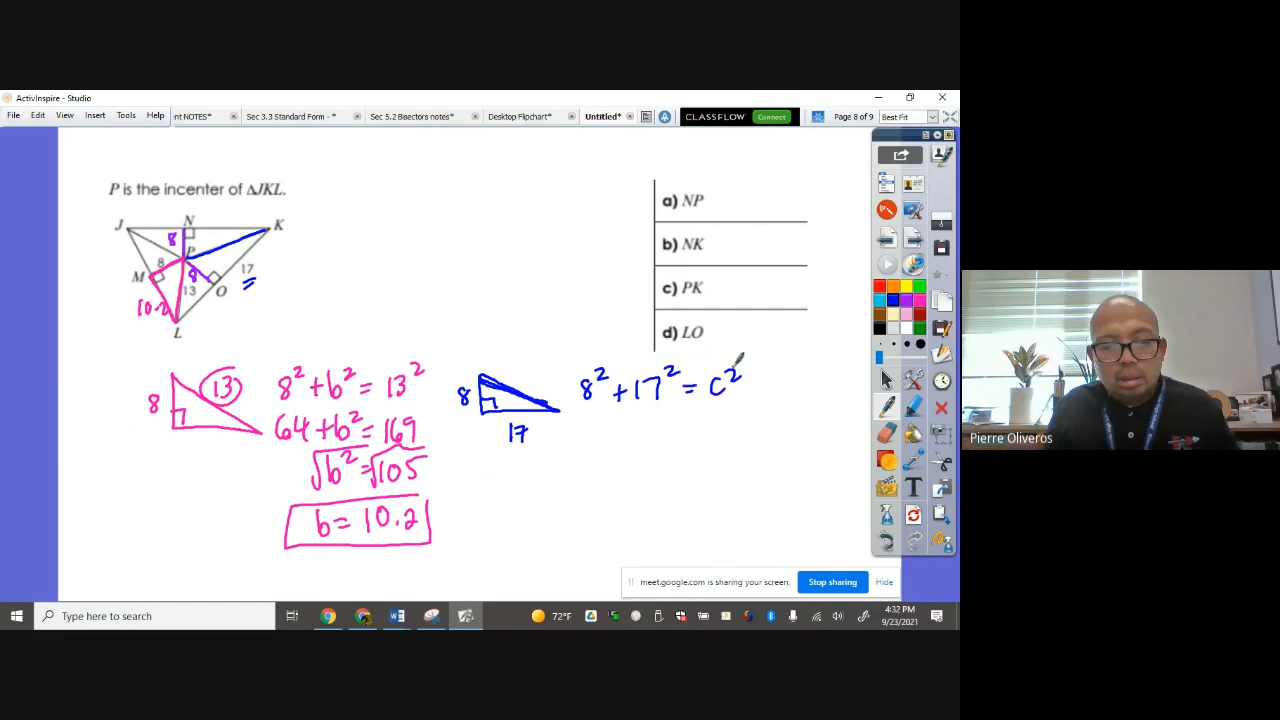 ActivInspire - Studio
File Edit View Insert Tools Help
nt NOTES* Sec 3.3 Standard Form - * Sec 5.2 Bisectors notes* Desktop Flipchart* Untitled* CLASSFLOW Connect Page 8 of 9 Best Fit
P is the incenter of ΔJKL.
J N K
8
P
8 8
M
17
O
13
10.2
L
a) NP
b) NK
c) PK
d) LO
8 13
8² + b² = 13²
64 + b² = 169
√b² = √105
b = 10.2
8
17
8² + 17² = c²
Pierre Oliveros
meet.google.com is sharing your screen. Stop sharing Hide
Type here to search
72°F
4:32 PM
9/23/2021